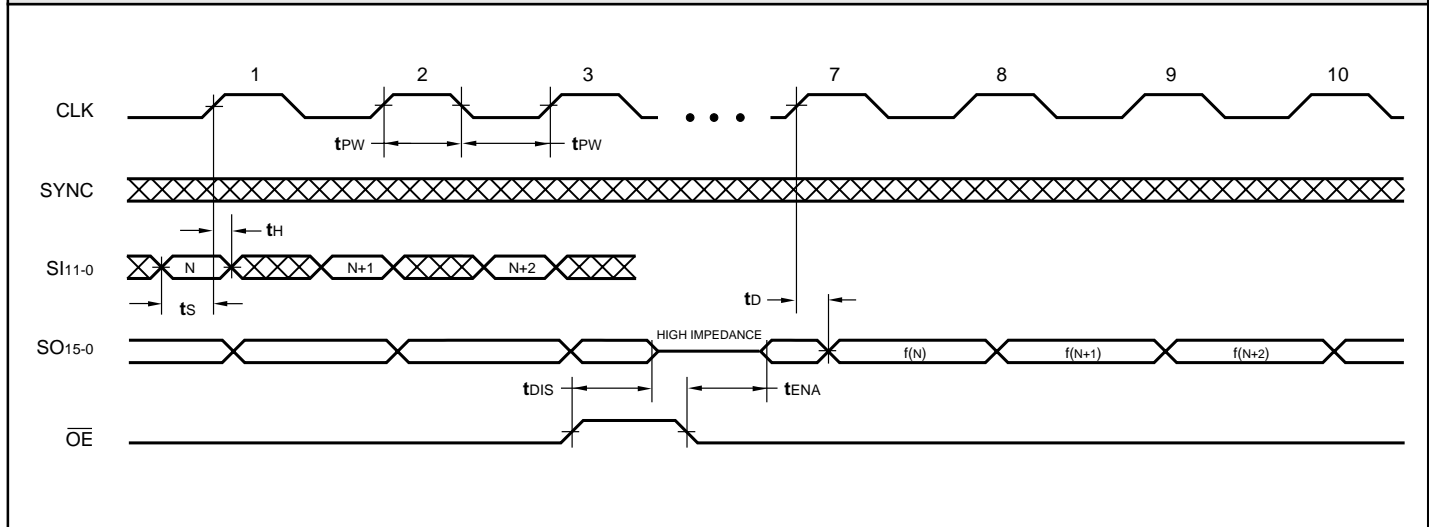 1 2 3 7 8 9 10
CLK
tPW tPW
SYNC
tH
SI11-0 N N+1 N+2
tS
tD
HIGH IMPEDANCE
SO15-0 f(N) f(N+1) f(N+2)
tDIS tENA
OE